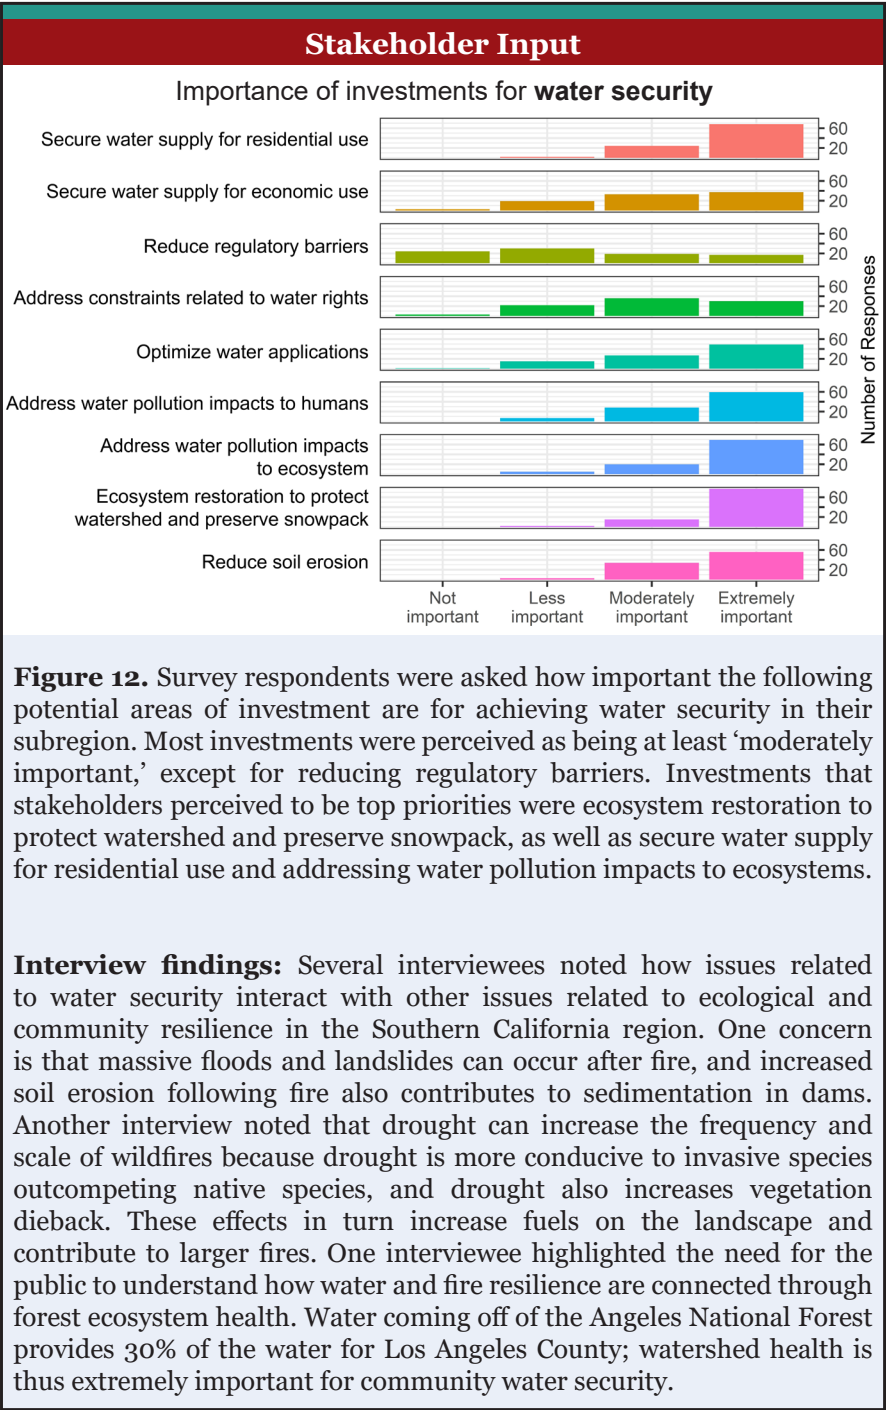 Stakeholder Input
Importance of investments for water security
Secure water supply for residential use
60
20
Secure water supply for economic use
60
20
Reduce regulatory barriers
60
20
Address constraints related to water rights
60
20
Optimize water applications
60
20
Address water pollution impacts to humans
60
20
Address water pollution impacts
to ecosystem
60
20
Ecosystem restoration to protect
watershed and preserve snowpack
60
20
Reduce soil erosion
60
20
Number of Responses
Not
important
Less
important
Moderately
important
Extremely
important
Figure 12. Survey respondents were asked how important the following
potential areas of investment are for achieving water security in their
subregion. Most investments were perceived as being at least ‘moderately
important,’ except for reducing regulatory barriers. Investments that
stakeholders perceived to be top priorities were ecosystem restoration to
protect watershed and preserve snowpack, as well as secure water supply
for residential use and addressing water pollution impacts to ecosystems.
Interview findings: Several interviewees noted how issues related
to water security interact with other issues related to ecological and
community resilience in the Southern California region. One concern
is that massive floods and landslides can occur after fire, and increased
soil erosion following fire also contributes to sedimentation in dams.
Another interview noted that drought can increase the frequency and
scale of wildfires because drought is more conducive to invasive species
outcompeting native species, and drought also increases vegetation
dieback. These effects in turn increase fuels on the landscape and
contribute to larger fires. One interviewee highlighted the need for the
public to understand how water and fire resilience are connected through
forest ecosystem health. Water coming off of the Angeles National Forest
provides 30% of the water for Los Angeles County; watershed health is
thus extremely important for community water security.